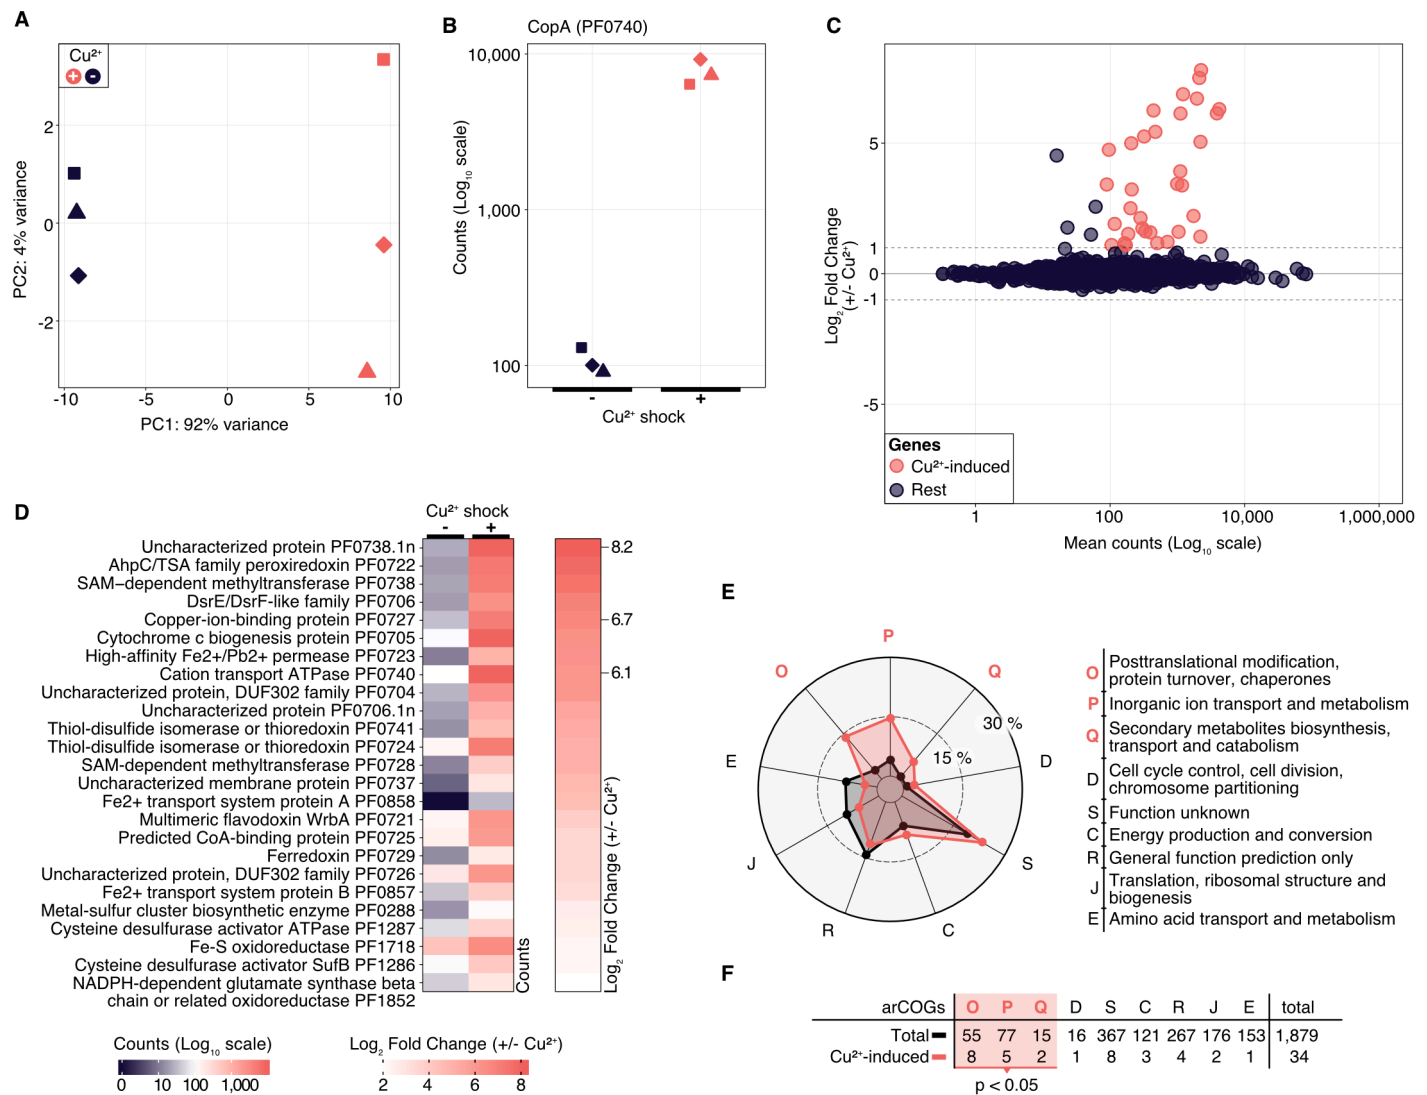 A
Cu²⁺
+ -
2
0
-2
PC2: 4% variance
-10 -5 0 5 10
PC1: 92% variance
B
CopA (PF0740)
10,000
1,000
100
Counts (Log₁₀ scale)
- +
Cu²⁺ shock
C
5
1
0
-1
-5
Log₂ Fold Change
(+/- Cu²⁺)
Genes
Cu²⁺-induced
Rest
1 100 10,000 1,000,000
Mean counts (Log₁₀ scale)
D
Cu²⁺ shock
- +
Uncharacterized protein PF0738.1n
AhpC/TSA family peroxiredoxin PF0722
SAM–dependent methyltransferase PF0738
DsrE/DsrF-like family PF0706
Copper-ion-binding protein PF0727
Cytochrome c biogenesis protein PF0705
High-affinity Fe2+/Pb2+ permease PF0723
Cation transport ATPase PF0740
Uncharacterized protein, DUF302 family PF0704
Uncharacterized protein PF0706.1n
Thiol-disulfide isomerase or thioredoxin PF0741
Thiol-disulfide isomerase or thioredoxin PF0724
SAM-dependent methyltransferase PF0728
Uncharacterized membrane protein PF0737
Fe2+ transport system protein A PF0858
Multimeric flavodoxin WrbA PF0721
Predicted CoA-binding protein PF0725
Ferredoxin PF0729
Uncharacterized protein, DUF302 family PF0726
Fe2+ transport system protein B PF0857
Metal-sulfur cluster biosynthetic enzyme PF0288
Cysteine desulfurase activator ATPase PF1287
Fe-S oxidoreductase PF1718
Cysteine desulfurase activator SufB PF1286
NADPH-dependent glutamate synthase beta
chain or related oxidoreductase PF1852
Counts
8.2
6.7
6.1
Log₂ Fold Change (+/- Cu²⁺)
Counts (Log₁₀ scale)
0 10 100 1,000
Log₂ Fold Change (+/- Cu²⁺)
2 4 6 8
E
P
Q
D
S
C
R
J
E
O
30 %
15 %
O Posttranslational modification,
protein turnover, chaperones
P Inorganic ion transport and metabolism
Q Secondary metabolites biosynthesis,
transport and catabolism
D Cell cycle control, cell division,
chromosome partitioning
S Function unknown
C Energy production and conversion
R General function prediction only
J Translation, ribosomal structure and
biogenesis
E Amino acid transport and metabolism
F
arCOGs O P Q D S C R J E total
Total 55 77 15 16 367 121 267 176 153 1,879
Cu²⁺-induced 8 5 2 1 8 3 4 2 1 34
p < 0.05